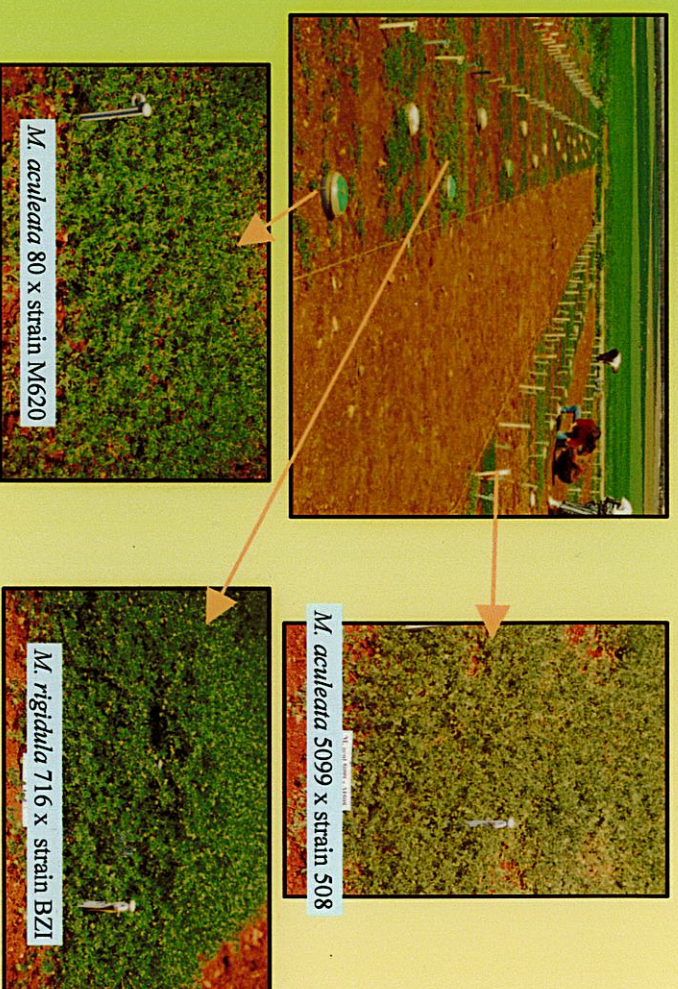 M. aculeata 5099 x strain 508
M. aculeata 80 x strain M620
M. rigidula 716 x strain BZI